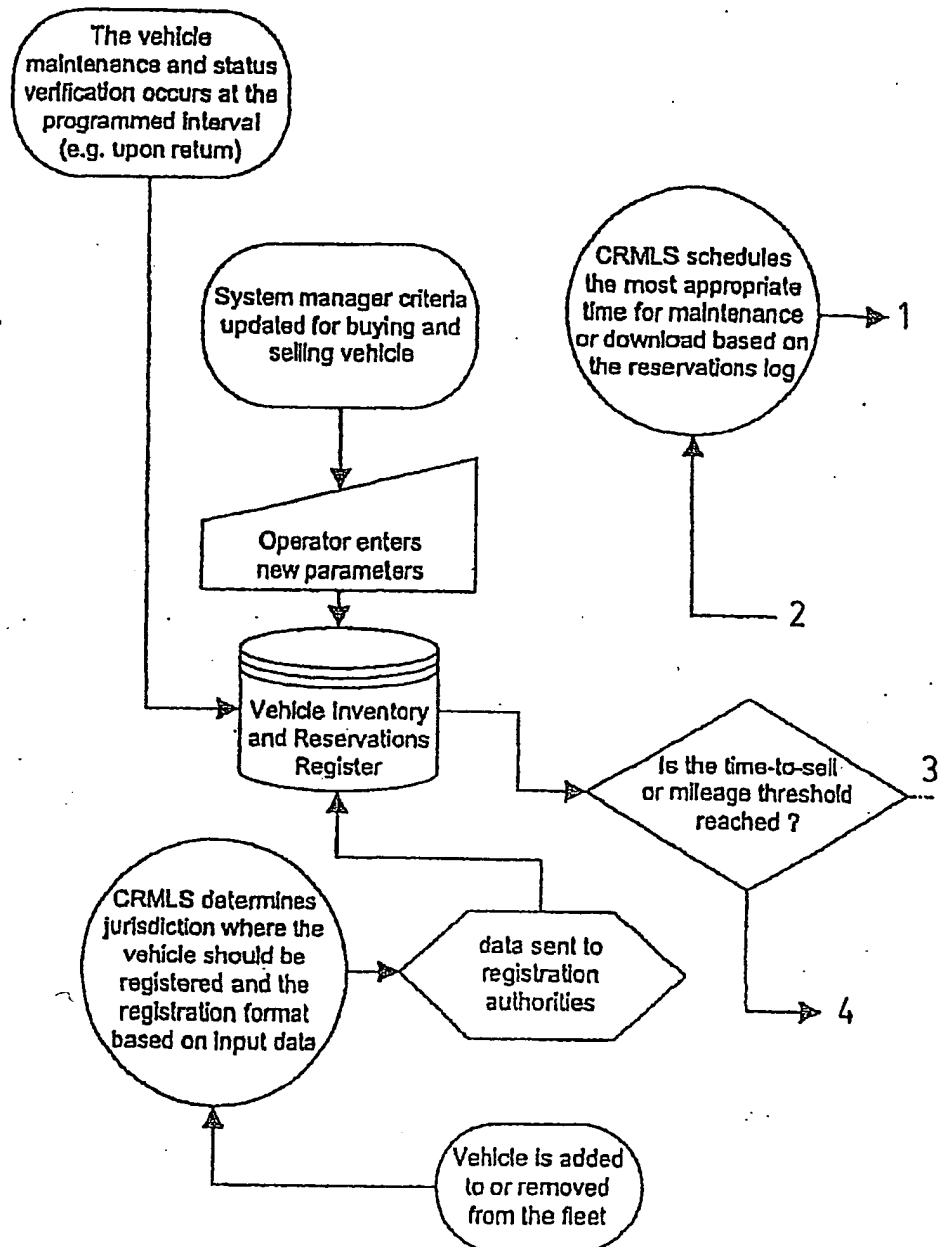 The vehicle
maintenance and status
verification occurs at the
programmed interval
(e.g. upon return)
System manager criteria
updated for buying and
selling vehicle
CRMLS schedules
the most appropriate
time for maintenance
or download based on
the reservations log
1
Operator enters
new parameters
2
Vehicle Inventory
and Reservations
Register
Is the time-to-sell
or mileage threshold
reached ?
3
CRMLS determines
jurisdiction where the
vehicle should be
registered and the
registration format
based on input data
data sent to
registration
authorities
4
Vehicle is added
to or removed
from the fleet